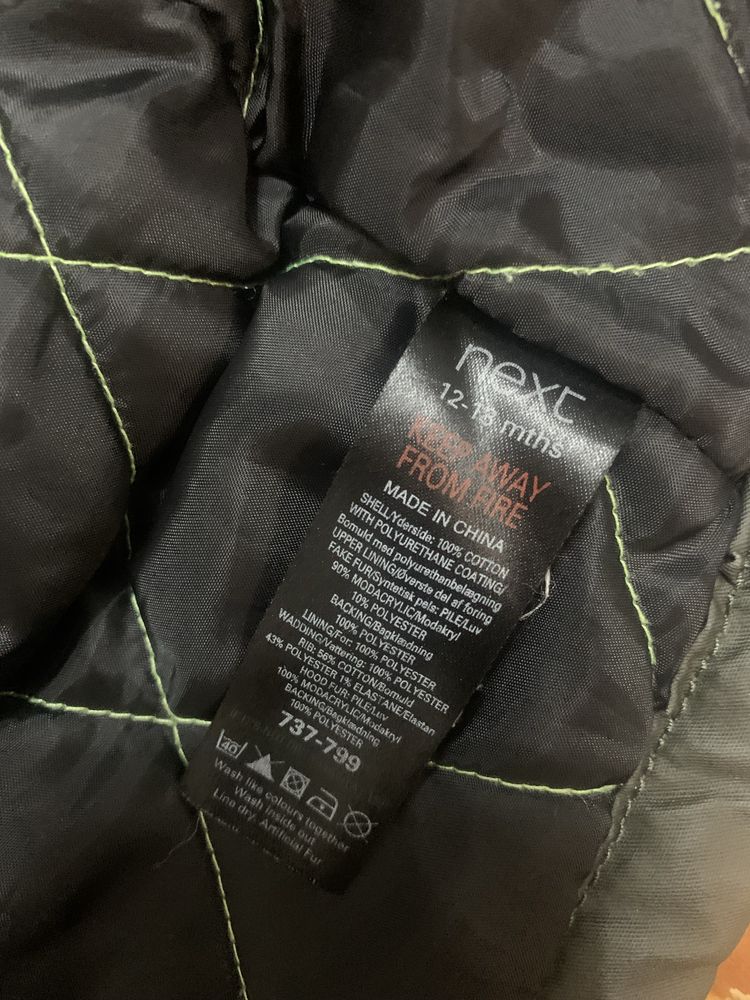 next
12-18 mths
KEEP AWAY
FROM FIRE
MADE IN CHINA
SHELL/Yderside: 100% COTTON
WITH POLYURETHANE COATING/
Bomuld med polyurethanbelægning
UPPER LINING/Øverste del af foring
FAKE FUR/Syntetisk pels: PILE/Luv
90% MODACRYLIC/Modakryl
10% POLYESTER
BACKING/Bagklædning
100% POLYESTER
LINING/For: 100% POLYESTER
WADDING/Vattering: 100% POLYESTER
RIB: 56% COTTON/Bomuld
43% POLYESTER 1% ELASTANE/Elastan
HOOD FUR: PILE/Luv
100% MODACRYLIC/Modakryl
BACKING/Bagklædning
100% POLYESTER
737-799
40
Wash like colours together
Wash inside out
Line dry. Artificial Fur